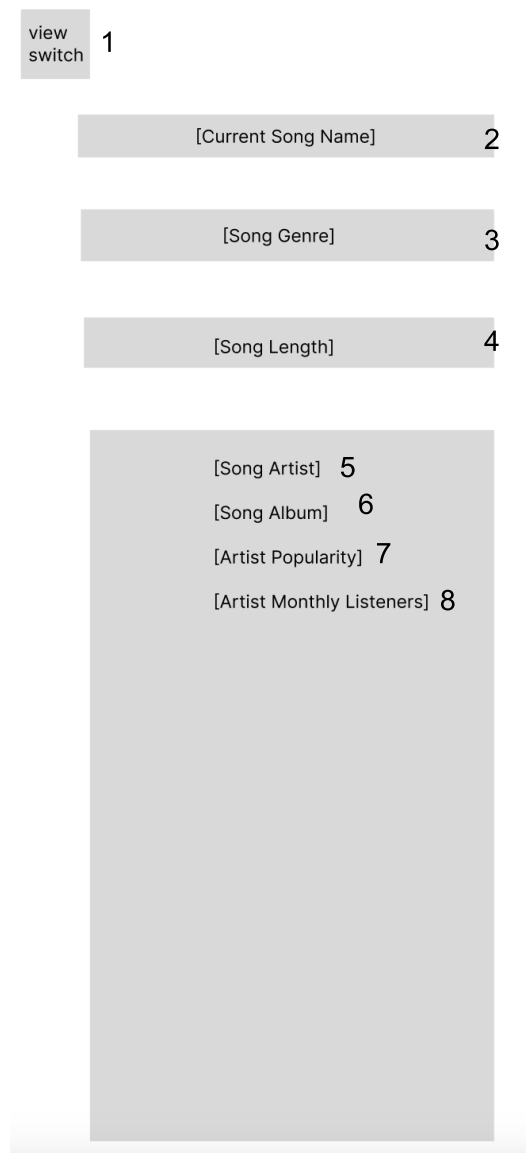 view
switch 1
[Current Song Name] 2
[Song Genre] 3
[Song Length] 4
[Song Artist] 5
[Song Album] 6
[Artist Popularity] 7
[Artist Monthly Listeners] 8